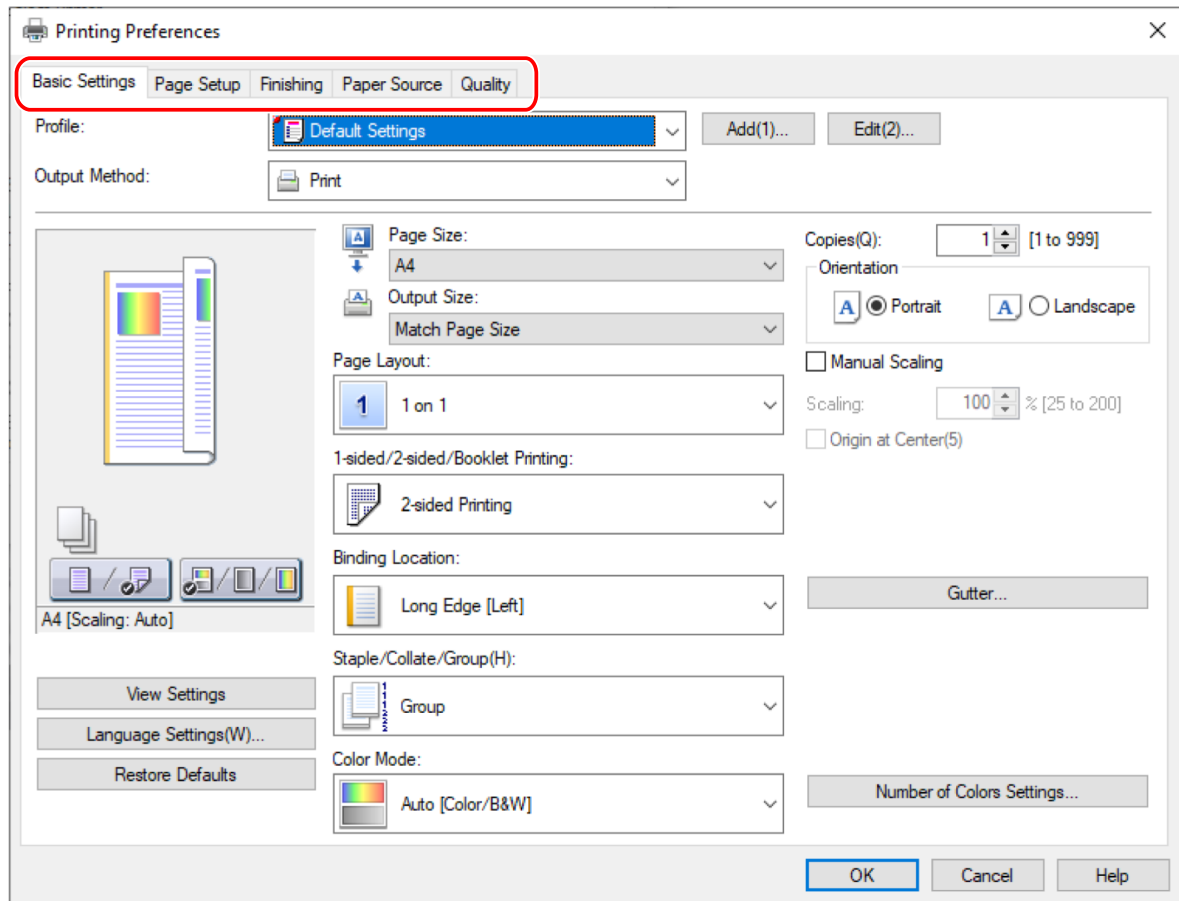 Printing Preferences
Basic Settings Page Setup Finishing Paper Source Quality
Profile: Default Settings Add(1)... Edit(2)...
Output Method: Print
Page Size:
A4
Output Size:
Match Page Size
Page Layout:
1 1 on 1
1-sided/2-sided/Booklet Printing:
2-sided Printing
Binding Location:
Long Edge [Left]
Staple/Collate/Group(H):
Group
Color Mode:
Auto [Color/B&W]
Copies(Q): 1 [1 to 999]
Orientation
A Portrait A Landscape
Manual Scaling
Scaling: 100 % [25 to 200]
Origin at Center(5)
Gutter...
Number of Colors Settings...
A4 [Scaling: Auto]
View Settings
Language Settings(W)...
Restore Defaults
OK Cancel Help